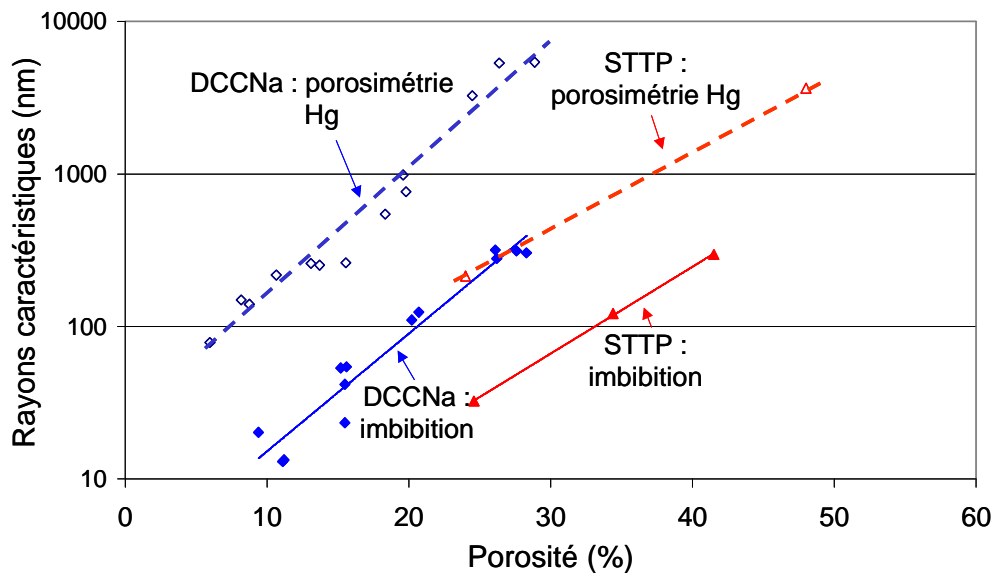 10000
1000
100
10
Rayons caractéristiques (nm)
DCCNa : porosimétrie
Hg
STTP :
porosimétrie Hg
DCCNa :
imbibition
STTP :
imbibition
0 10 20 30 40 50 60
Porosité (%)